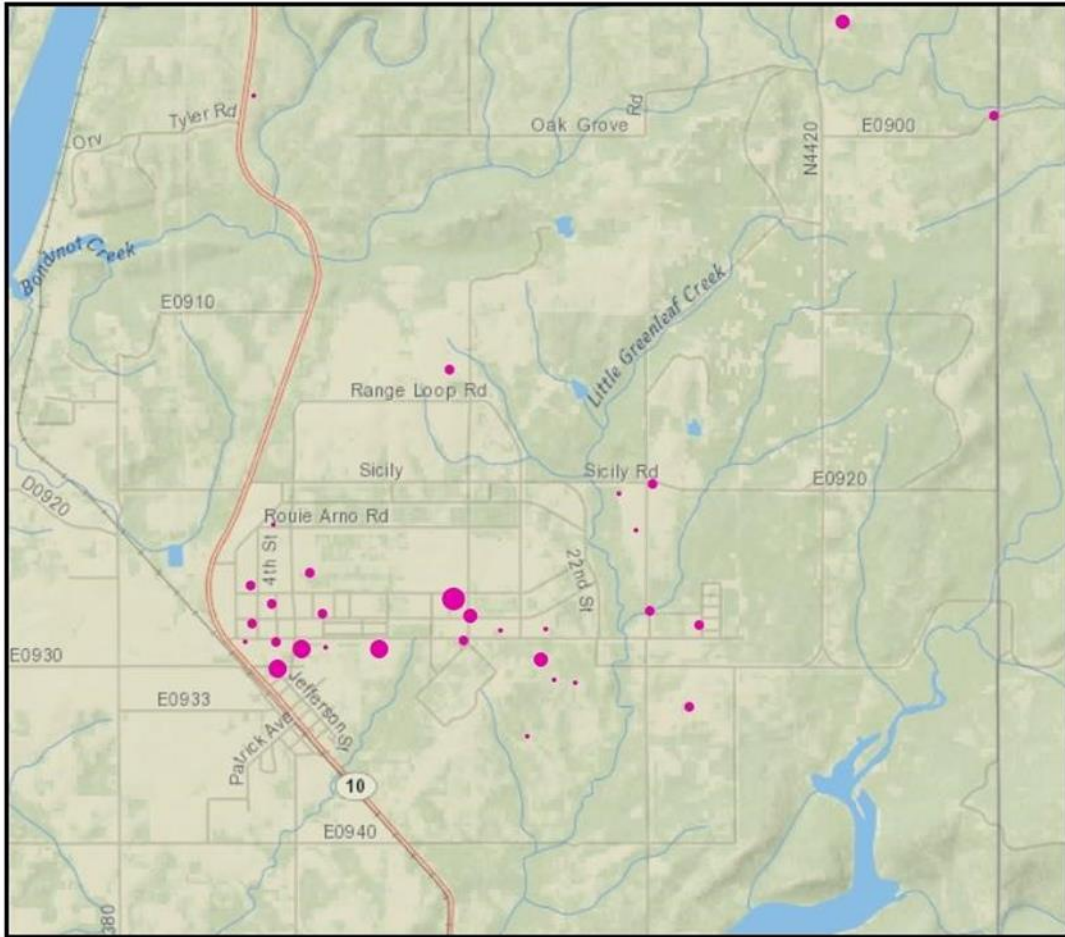 Tyler Rd
Orv
Oak Grove Rd
E0900
N4420
Bondinot Creek
E0910
Little Greenleaf Creek
Range Loop Rd
Sicily
Sicily Rd
E0920
D0920
Rouie Arno Rd
4th St
22nd St
E0930
E0933
Jefferson St
Patrick Ave
10
E0940
380